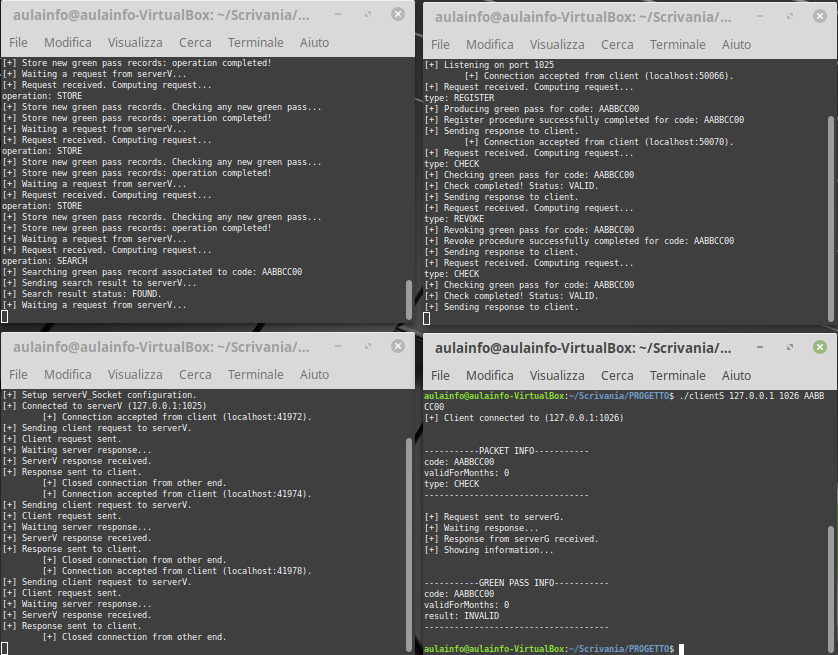 aulainfo@aulainfo-VirtualBox: ~/Scrivania/...
File Modifica Visualizza Cerca Terminale Aiuto
[+] Store new green pass records: operation completed!
[+] Waiting a request from serverV...
[+] Request received. Computing request...
operation: STORE
[+] Store new green pass records. Checking any new green pass...
[+] Store new green pass records: operation completed!
[+] Waiting a request from serverV...
[+] Request received. Computing request...
operation: STORE
[+] Store new green pass records. Checking any new green pass...
[+] Store new green pass records: operation completed!
[+] Waiting a request from serverV...
[+] Request received. Computing request...
operation: STORE
[+] Store new green pass records. Checking any new green pass...
[+] Store new green pass records: operation completed!
[+] Waiting a request from serverV...
[+] Request received. Computing request...
operation: SEARCH
[+] Searching green pass record associated to code: AABBCC00
[+] Sending search result to serverV...
[+] Search result status: FOUND.
[+] Waiting a request from serverV...
aulainfo@aulainfo-VirtualBox: ~/Scrivania/...
File Modifica Visualizza Cerca Terminale Aiuto
[+] Listening on port 1025
[+] Connection accepted from client (localhost:50066).
[+] Request received. Computing request...
type: REGISTER
[+] Producing green pass for code: AABBCC00
[+] Register procedure successfully completed for code: AABBCC00
[+] Sending response to client.
[+] Connection accepted from client (localhost:50070).
[+] Request received. Computing request...
type: CHECK
[+] Checking green pass for code: AABBCC00
[+] Check completed! Status: VALID.
[+] Sending response to client.
[+] Request received. Computing request...
type: REVOKE
[+] Revoking green pass for code: AABBCC00
[+] Revoke procedure successfully completed for code: AABBCC00
[+] Sending response to client.
[+] Request received. Computing request...
type: CHECK
[+] Checking green pass for code: AABBCC00
[+] Check completed! Status: VALID.
[+] Sending response to client.
aulainfo@aulainfo-VirtualBox: ~/Scrivania/...
File Modifica Visualizza Cerca Terminale Aiuto
[+] Setup serverV_Socket configuration.
[+] Connected to serverV (127.0.0.1:1025)
[+] Connection accepted from client (localhost:41972).
[+] Sending client request to serverV.
[+] Client request sent.
[+] Waiting server response...
[+] ServerV response received.
[+] Response sent to client.
[+] Closed connection from other end.
[+] Connection accepted from client (localhost:41974).
[+] Sending client request to serverV.
[+] Client request sent.
[+] Waiting server response...
[+] ServerV response received.
[+] Response sent to client.
[+] Closed connection from other end.
[+] Connection accepted from client (localhost:41978).
[+] Sending client request to serverV.
[+] Client request sent.
[+] Waiting server response...
[+] ServerV response received.
[+] Response sent to client.
[+] Closed connection from other end.
aulainfo@aulainfo-VirtualBox: ~/Scrivania/...
File Modifica Visualizza Cerca Terminale Aiuto
aulainfo@aulainfo-VirtualBox:~/Scrivania/PROGETTO$ ./clientS 127.0.0.1 1026 AABB
CC00
[+] Client connected to (127.0.0.1:1026)
-----------PACKET INFO-----------
code: AABBCC00
validForMonths: 0
type: CHECK
---------------------------------
[+] Request sent to serverG.
[+] Waiting response...
[+] Response from serverG received.
[+] Showing information...
-----------GREEN PASS INFO-----------
code: AABBCC00
validForMonths: 0
result: INVALID
-------------------------------------
aulainfo@aulainfo-VirtualBox:~/Scrivania/PROGETTO$